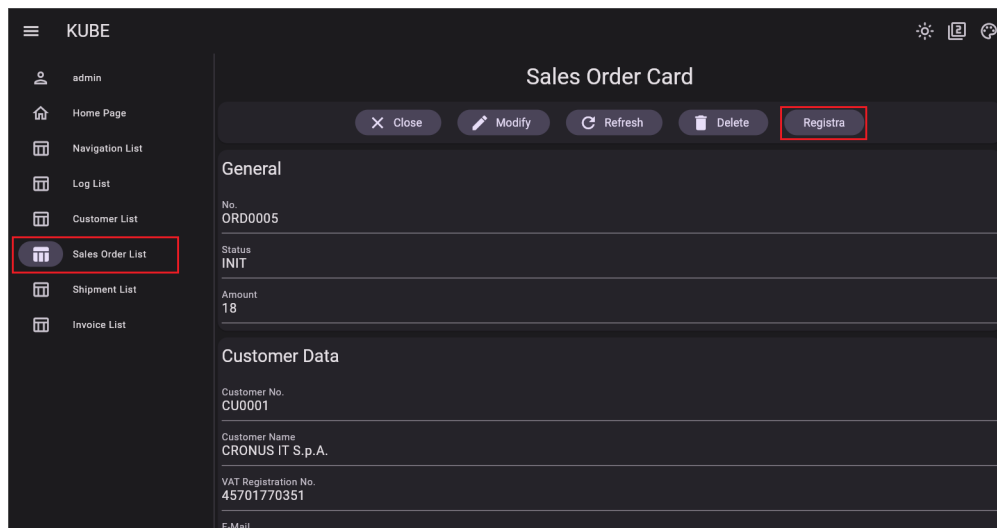 KUBE
admin
Home Page
Navigation List
Log List
Customer List
Sales Order List
Shipment List
Invoice List
Sales Order Card
Close Modify Refresh Delete Registra
General
No.
ORD0005
Status
INIT
Amount
18
Customer Data
Customer No.
CU0001
Customer Name
CRONUS IT S.p.A.
VAT Registration No.
45701770351
E-Mail